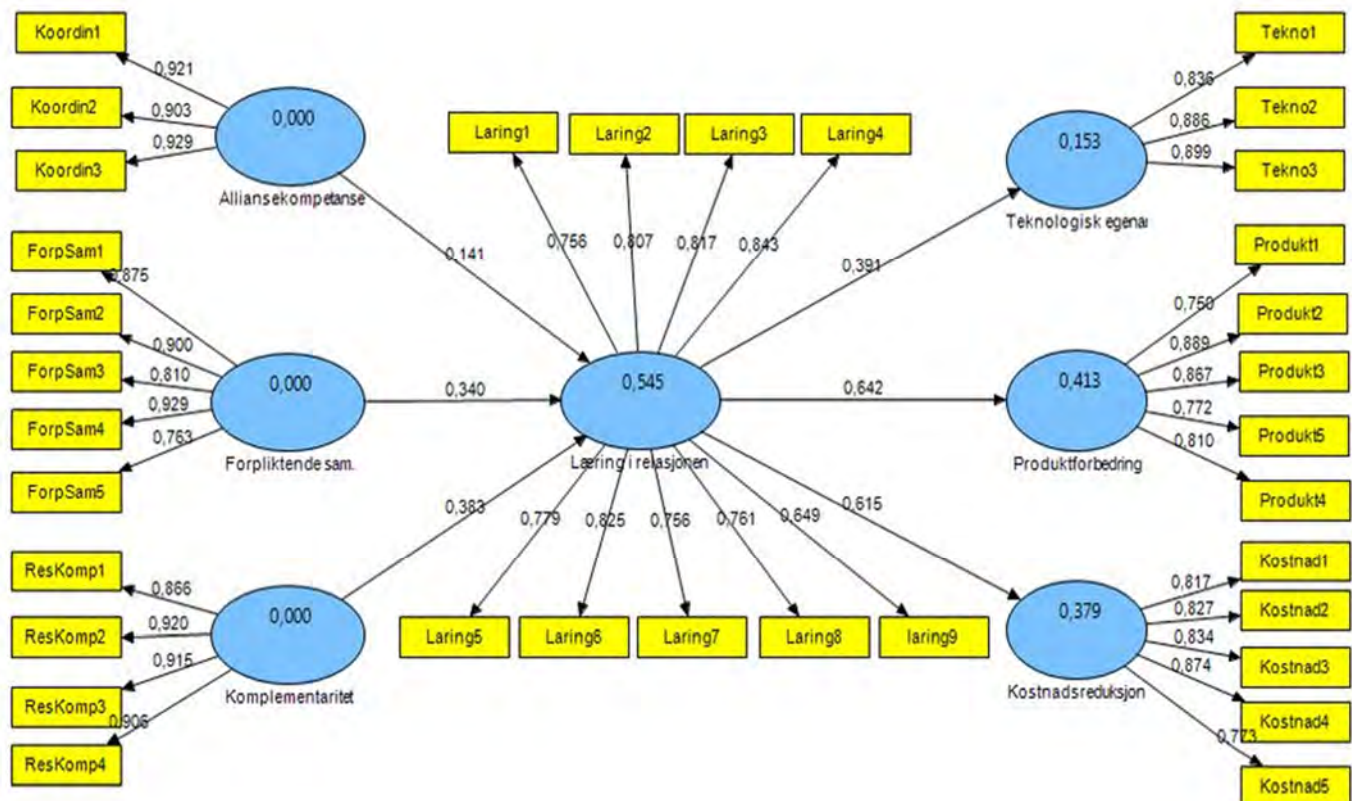 Koordin1
Koordin2
Koordin3
0,921
0,903
0,929
0,000
Alliansekompetanse
0,141
ForpSam1
ForpSam2
ForpSam3
ForpSam4
ForpSam5
0,875
0,900
0,810
0,929
0,763
0,000
Forpliktende sam.
0,340
ResKomp1
ResKomp2
ResKomp3
ResKomp4
0,866
0,920
0,915
0,906
0,000
Komplementaritet
0,383
Laring1
Laring2
Laring3
Laring4
0,756
0,807
0,817
0,843
0,545
Læring i relasjonen
0,779
0,825
0,756
0,761
0,649
Laring5
Laring6
Laring7
Laring8
laring9
0,391
0,642
0,615
0,153
Teknologisk egenar
0,836
0,886
0,899
Tekno1
Tekno2
Tekno3
0,413
Produktforbedring
0,750
0,889
0,867
0,772
0,810
Produkt1
Produkt2
Produkt3
Produkt5
Produkt4
0,379
Kostnadsreduksjon
0,817
0,827
0,834
0,874
0,773
Kostnad1
Kostnad2
Kostnad3
Kostnad4
Kostnad5